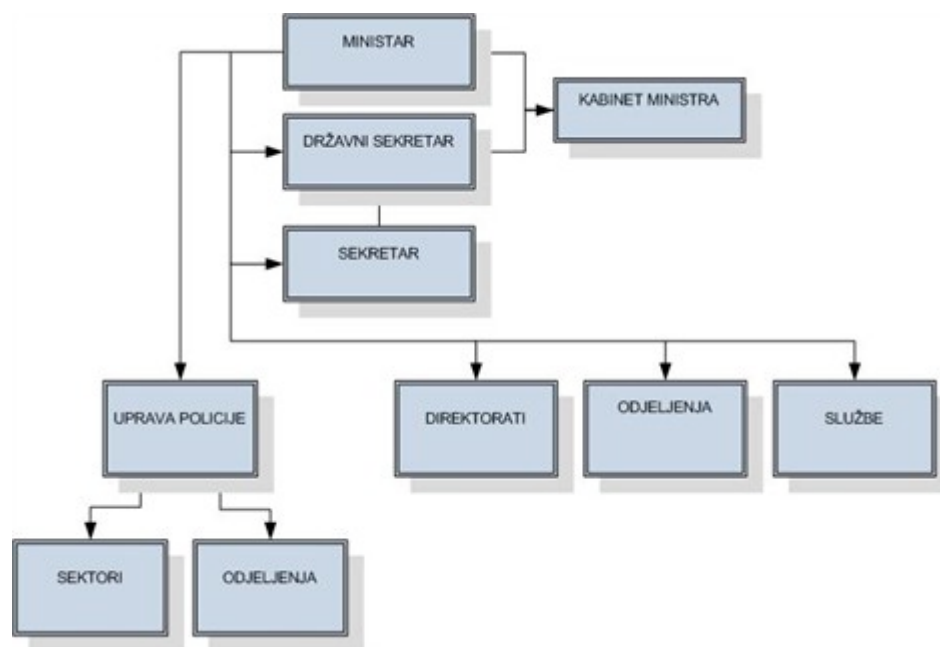 MINISTAR
KABINET MINISTRA
DRŽAVNI SEKRETAR
SEKRETAR
UPRAVA POLICIJE
DIREKTORATI
ODJELJENJA
SLUŽBE
SEKTORI
ODJELJENJA